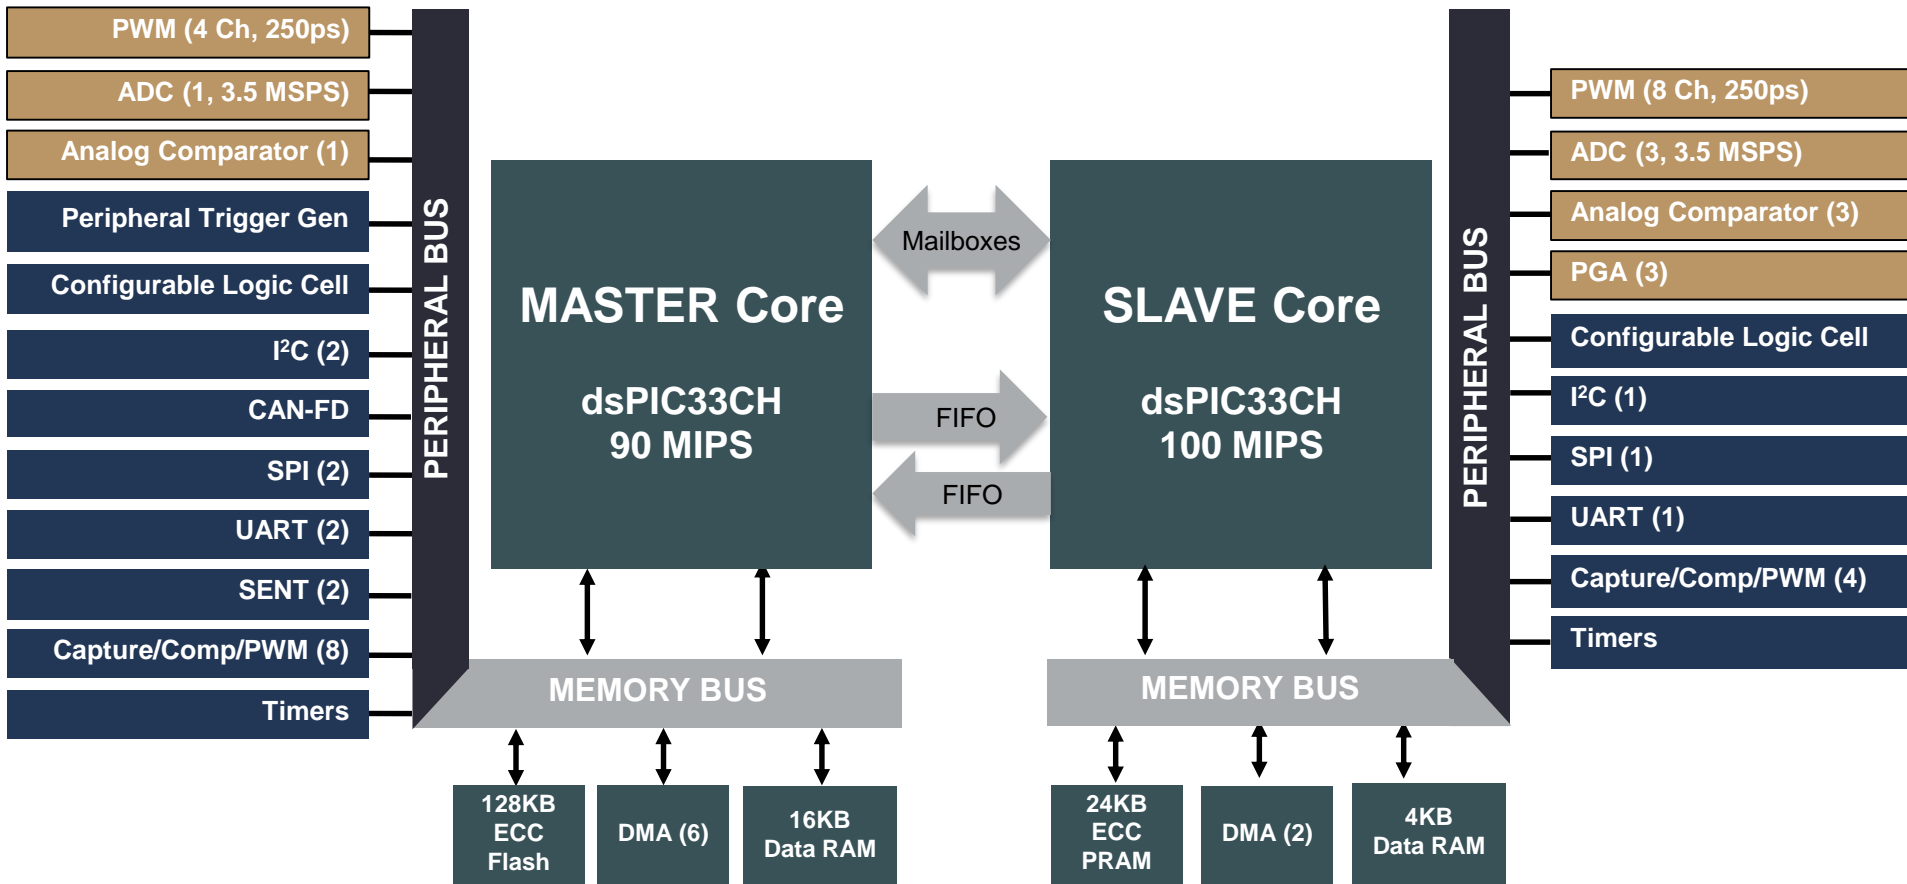 PWM (4 Ch, 250ps)
ADC (1, 3.5 MSPS)
Analog Comparator (1)
Peripheral Trigger Gen
Configurable Logic Cell
I²C (2)
CAN-FD
SPI (2)
UART (2)
SENT (2)
Capture/Comp/PWM (8)
Timers
PERIPHERAL BUS
MASTER Core
dsPIC33CH
90 MIPS
Mailboxes
FIFO
FIFO
SLAVE Core
dsPIC33CH
100 MIPS
PERIPHERAL BUS
PWM (8 Ch, 250ps)
ADC (3, 3.5 MSPS)
Analog Comparator (3)
PGA (3)
Configurable Logic Cell
I²C (1)
SPI (1)
UART (1)
Capture/Comp/PWM (4)
Timers
MEMORY BUS
128KB
ECC
Flash
DMA (6)
16KB
Data RAM
MEMORY BUS
24KB
ECC
PRAM
DMA (2)
4KB
Data RAM